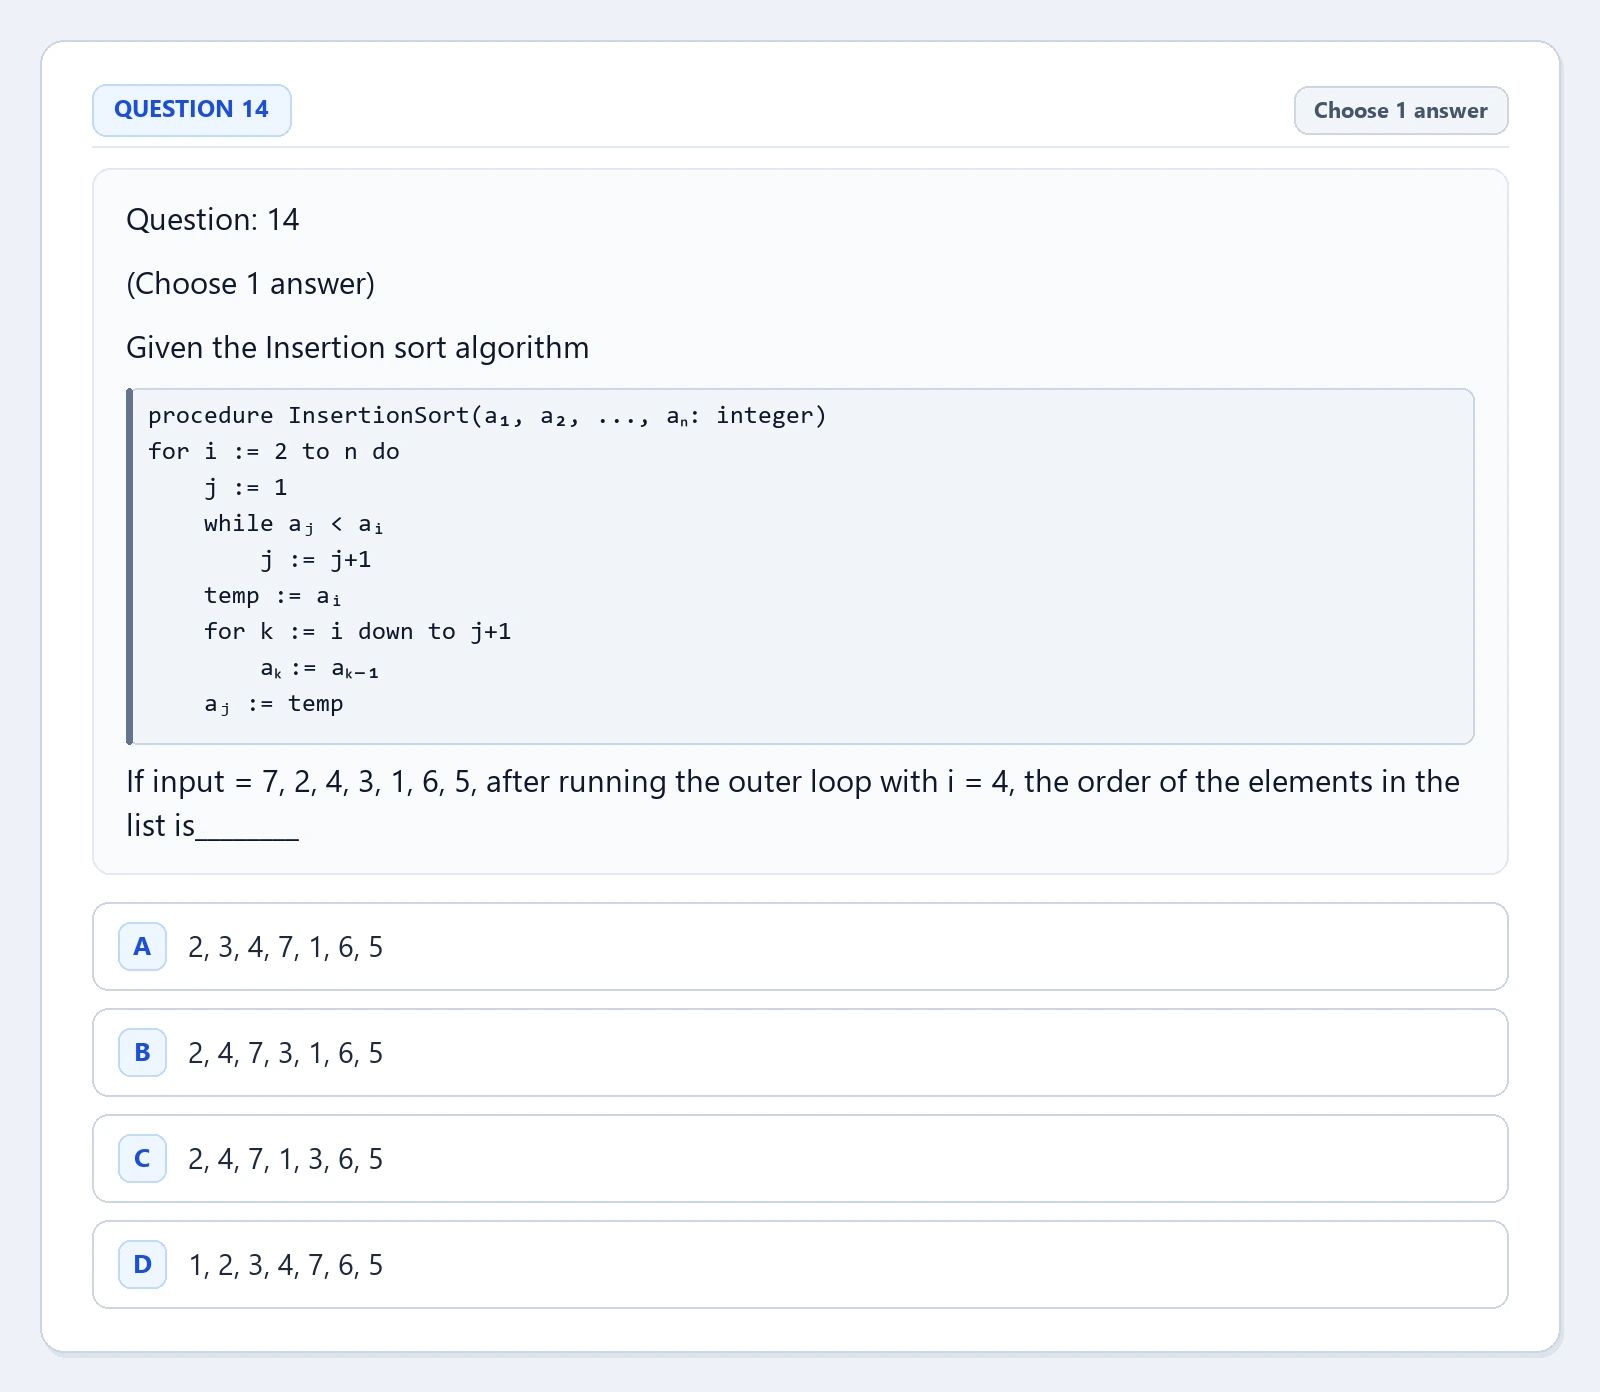 QUESTION 14
Choose 1 answer
Question: 14
(Choose 1 answer)
Given the Insertion sort algorithm
procedure InsertionSort(a₁, a₂, ..., aₙ: integer)
for i := 2 to n do
    j := 1
    while aⱼ < aᵢ
        j := j+1
    temp := aᵢ
    for k := i down to j+1
        aₖ := aₖ₋₁
    aⱼ := temp
If input = 7, 2, 4, 3, 1, 6, 5, after running the outer loop with i = 4, the order of the elements in the
list is________
A 2, 3, 4, 7, 1, 6, 5
B 2, 4, 7, 3, 1, 6, 5
C 2, 4, 7, 1, 3, 6, 5
D 1, 2, 3, 4, 7, 6, 5